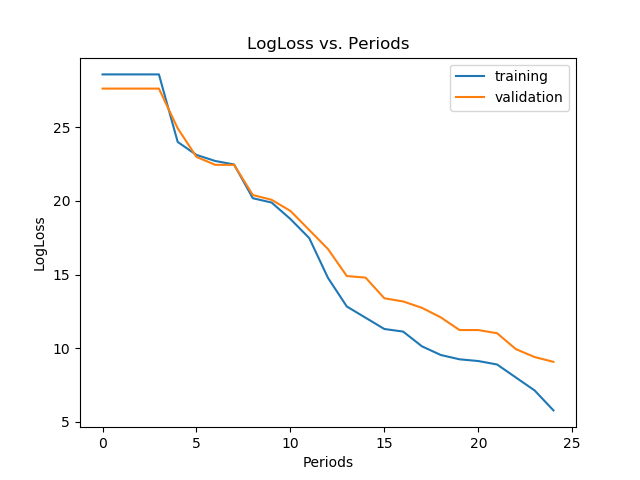 LogLoss vs. Periods
training
validation
LogLoss
25
20
15
10
5
0 5 10 15 20 25
Periods